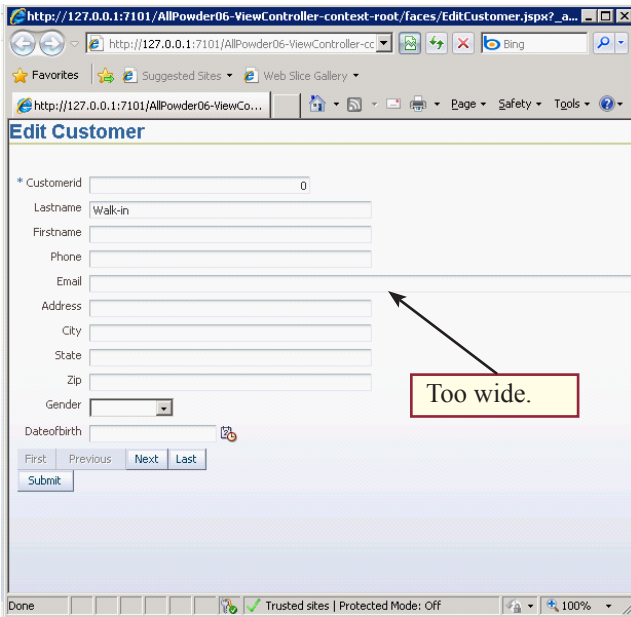 http://127.0.0.1:7101/AllPowder06-ViewController-context-root/faces/EditCustomer.jspx?_a...
http://127.0.0.1:7101/AllPowder06-ViewController-cc Bing
Favorites Suggested Sites Web Slice Gallery
http://127.0.0.1:7101/AllPowder06-ViewCo... Page Safety Tools
Edit Customer
* Customerid 0
Lastname Walk-in
Firstname
Phone
Email
Address
City
State
Zip
Too wide.
Gender
Dateofbirth
First Previous Next Last
Submit
Done Trusted sites | Protected Mode: Off 100%